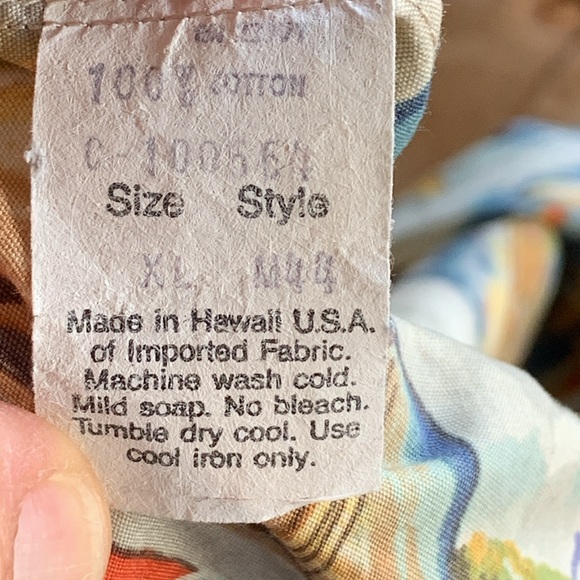 100% COTTON
Size Style
XL M44
Made in Hawaii U.S.A.
of Imported Fabric.
Machine wash cold.
Mild soap. No bleach.
Tumble dry cool. Use
cool iron only.